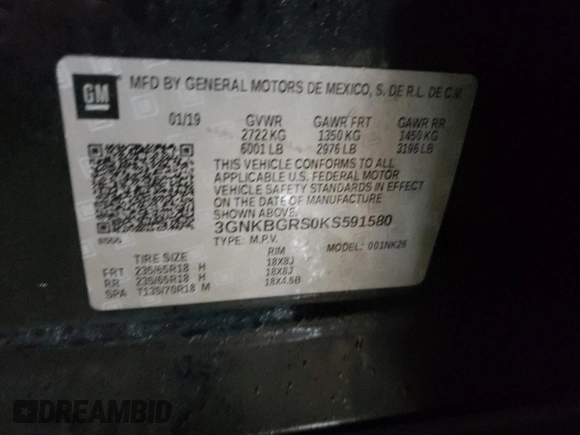 GM
MFD BY GENERAL MOTORS DE MEXICO, S. DE R.L. DE C.V.
01/19 GVWR GAWR FRT GAWR RR
2722 KG 1350 KG 1450 KG
6001 LB 2976 LB 3196 LB
THIS VEHICLE CONFORMS TO ALL
APPLICABLE U.S. FEDERAL MOTOR
VEHICLE SAFETY STANDARDS IN EFFECT
ON THE DATE OF MANUFACTURE SHOWN ABOVE.
3GNKBGRS0KS591580
TYPE: M.P.V. MODEL: 001NK26
TIRE SIZE RIM
FRT 235/65R18 H 18X8J
RR 235/65R18 H 18X8J
SPA T135/70R18 M 18X4.5B
DREAMBID